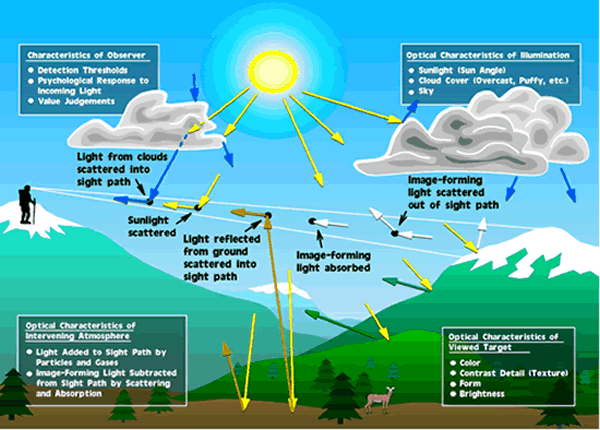 Characteristics of Observer
• Detection Thresholds
• Psychological Response to
Incoming Light
• Value Judgements
Optical Characteristics of Illumination
• Sunlight (Sun Angle)
• Cloud Cover (Overcast, Puffy, etc.)
• Sky
Light from clouds
scattered into
sight path
Sunlight
scattered
Light reflected
from ground
scattered into
sight path
Image-forming
light absorbed
Image-forming
light scattered
out of sight path
Optical Characteristics of
Intervening Atmosphere
• Light Added to Sight Path by
Particles and Gases
• Image-Forming Light Subtracted
from Sight Path by Scattering
and Absorption
Optical Characteristics of
Viewed Target
• Color
• Contrast Detail (Texture)
• Form
• Brightness